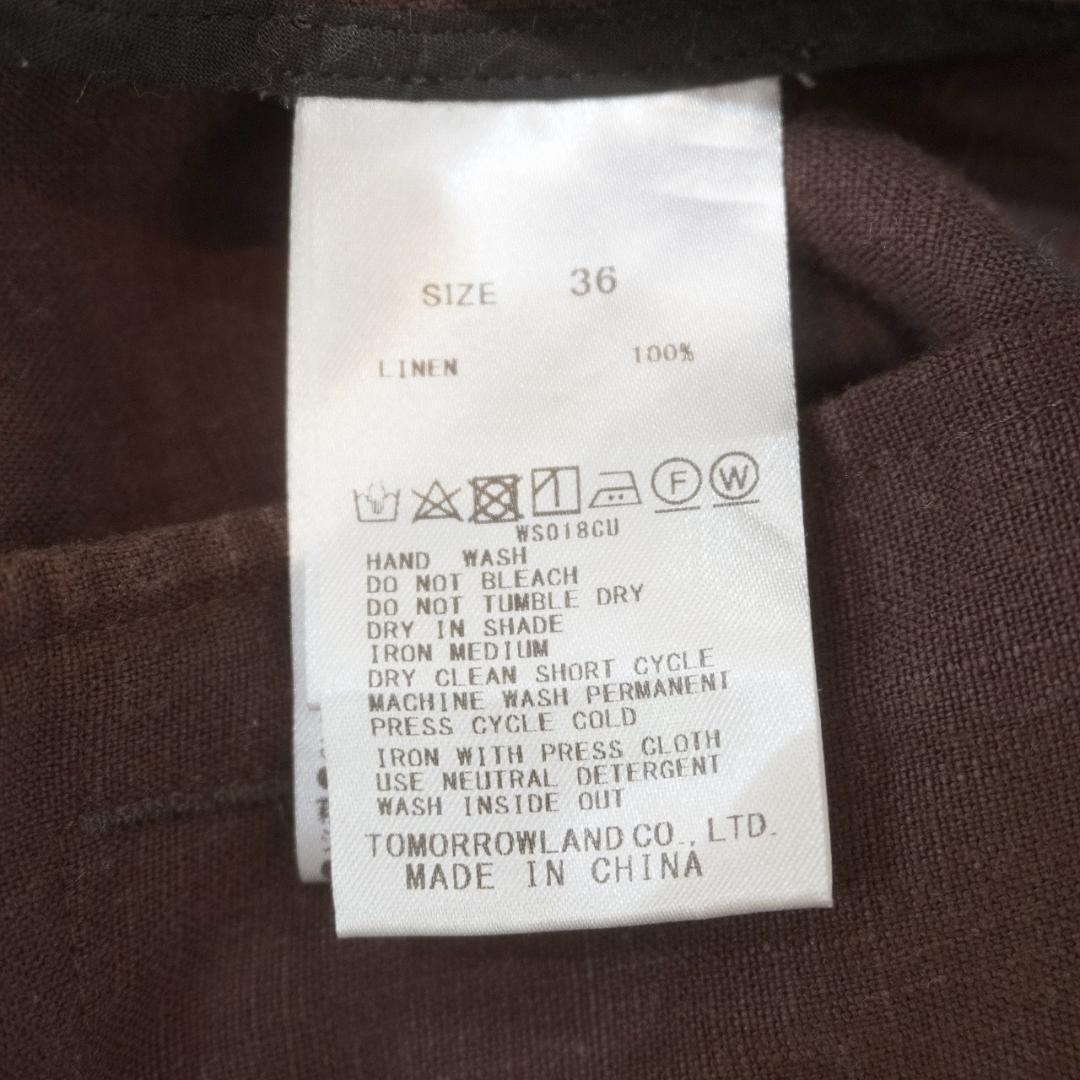 SIZE 36
LINEN 100%
F W
WS018CU
HAND WASH
DO NOT BLEACH
DO NOT TUMBLE DRY
DRY IN SHADE
IRON MEDIUM
DRY CLEAN SHORT CYCLE
MACHINE WASH PERMANENT
PRESS CYCLE COLD
IRON WITH PRESS CLOTH
USE NEUTRAL DETERGENT
WASH INSIDE OUT
TOMORROWLAND CO., LTD.
MADE IN CHINA